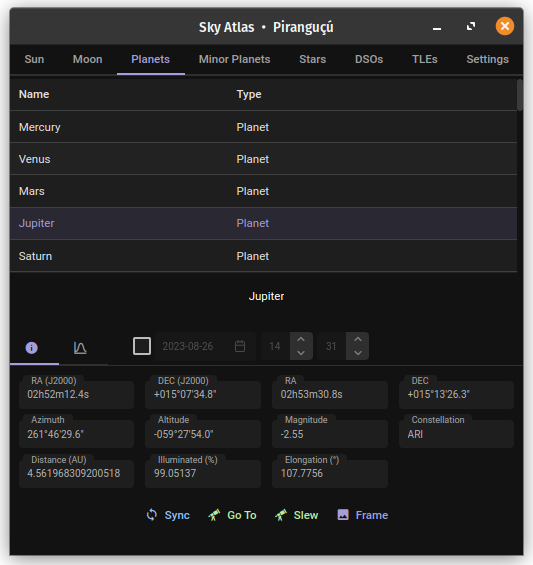 Sky Atlas • Piranguçú
Sun Moon Planets Minor Planets Stars DSOs TLEs Settings
Name Type
Mercury Planet
Venus Planet
Mars Planet
Jupiter Planet
Saturn Planet
Jupiter
2023-08-26 14 31
RA (J2000) DEC (J2000) RA DEC
02h52m12.4s +015°07'34.8" 02h53m30.8s +015°13'26.3"
Azimuth Altitude Magnitude Constellation
261°46'29.6" -059°27'54.0" -2.55 ARI
Distance (AU) Illuminated (%) Elongation (°)
4.561968309200518 99.05137 107.7756
Sync Go To Slew Frame